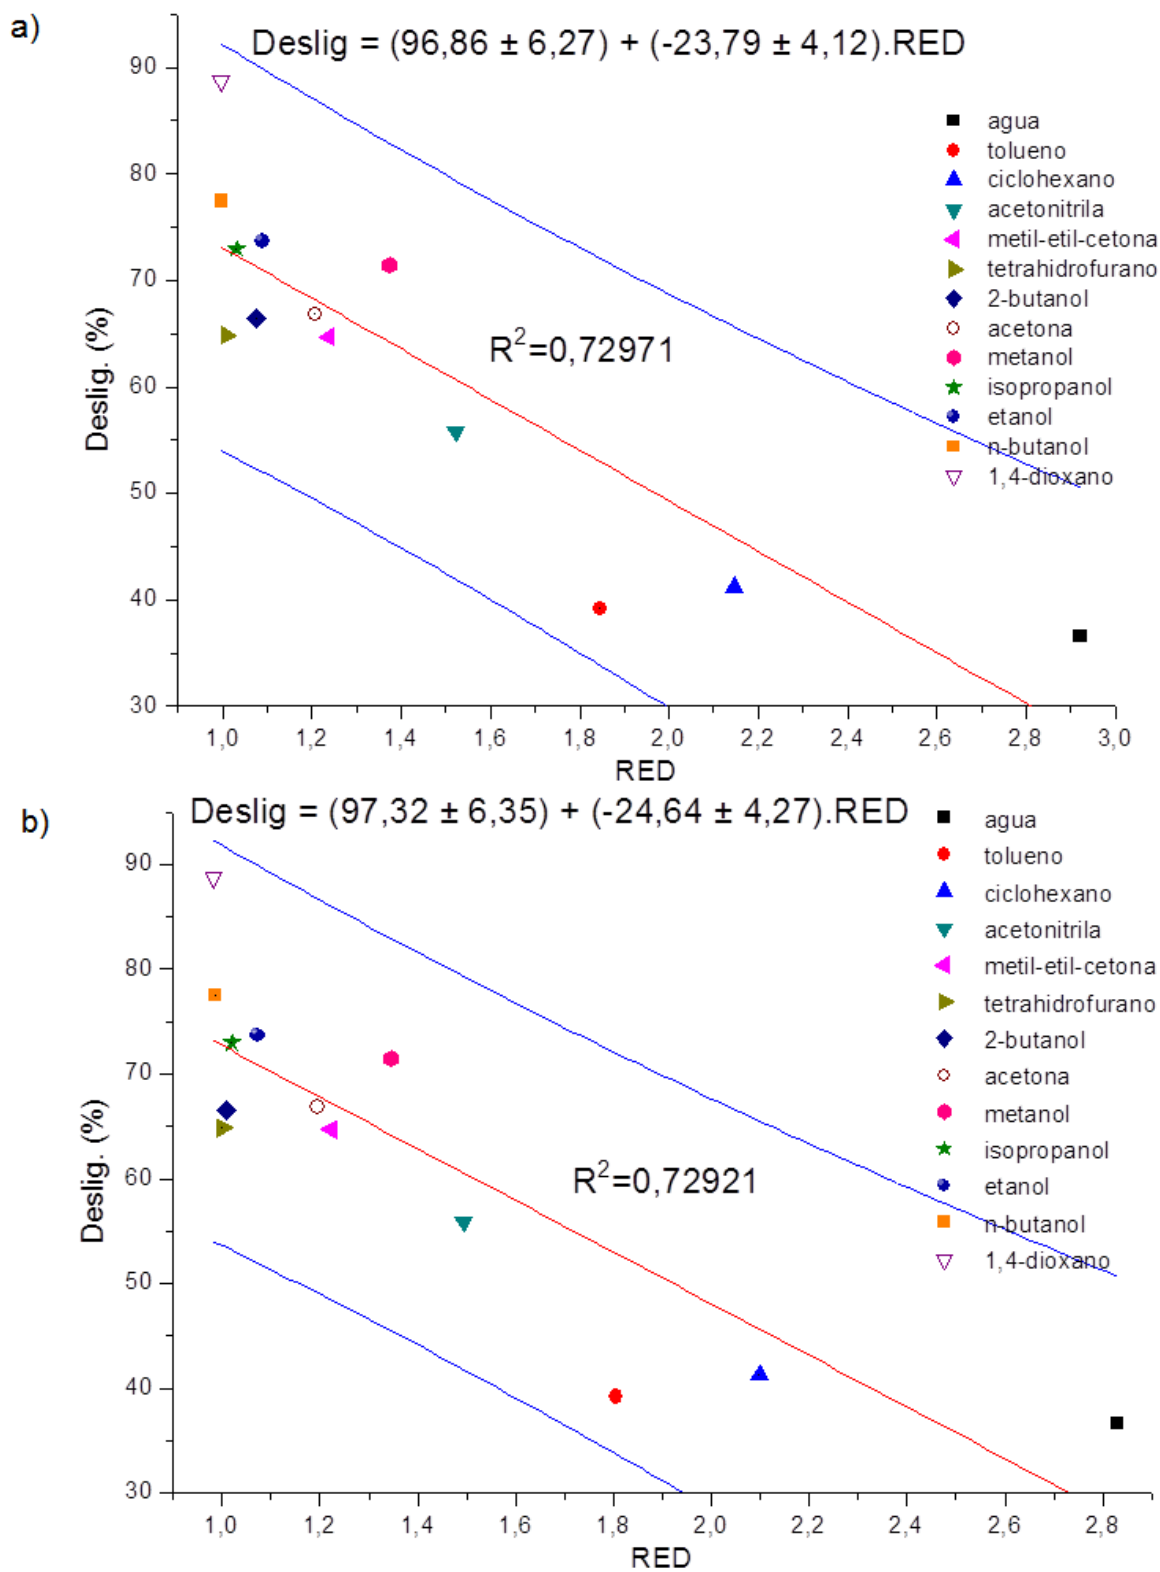 a)
Deslig = (96,86 ± 6,27) + (-23,79 ± 4,12).RED
90
80
70
60
50
40
30
Deslig. (%)
R²=0,72971
agua
tolueno
ciclohexano
acetonitrila
metil-etil-cetona
tetrahidrofurano
2-butanol
acetona
metanol
isopropanol
etanol
n-butanol
1,4-dioxano
1,0 1,2 1,4 1,6 1,8 2,0 2,2 2,4 2,6 2,8 3,0
RED
b)
Deslig = (97,32 ± 6,35) + (-24,64 ± 4,27).RED
90
80
70
60
50
40
30
Deslig. (%)
R²=0,72921
agua
tolueno
ciclohexano
acetonitrila
metil-etil-cetona
tetrahidrofurano
2-butanol
acetona
metanol
isopropanol
etanol
n-butanol
1,4-dioxano
1,0 1,2 1,4 1,6 1,8 2,0 2,2 2,4 2,6 2,8
RED